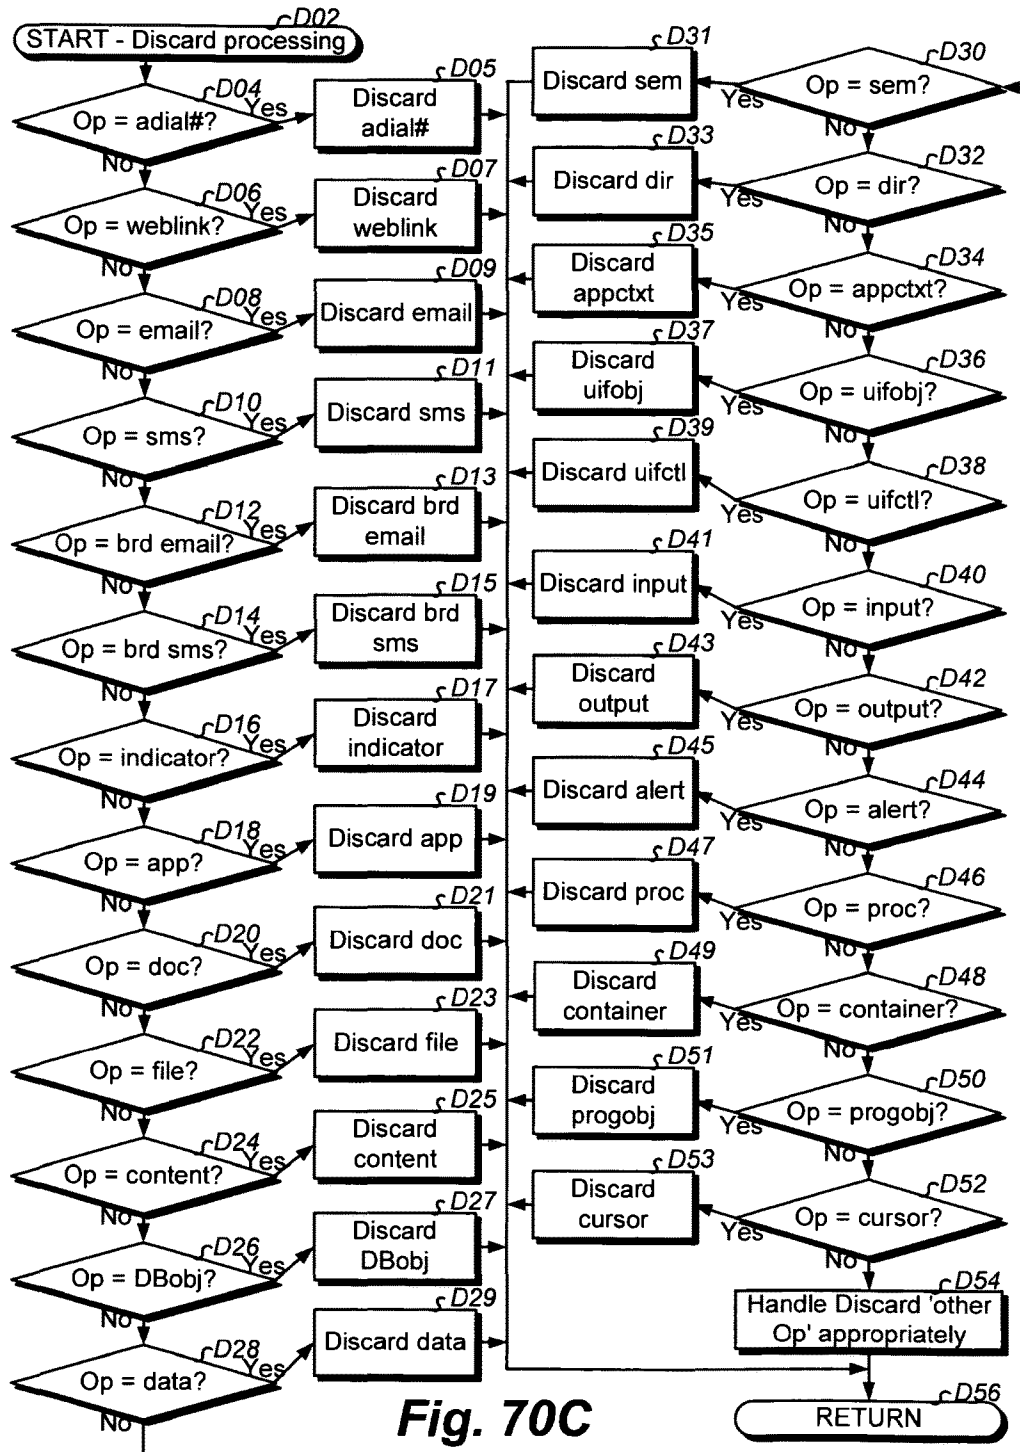 D02
START - Discard processing
D04
Op = adial#?
Yes
No
D05
Discard
adial#
D06
Op = weblink?
Yes
No
D07
Discard
weblink
D08
Op = email?
Yes
No
D09
Discard email
D10
Op = sms?
Yes
No
D11
Discard sms
D12
Op = brd email?
Yes
No
D13
Discard brd
email
D14
Op = brd sms?
Yes
No
D15
Discard brd
sms
D16
Op = indicator?
Yes
No
D17
Discard
indicator
D18
Op = app?
Yes
No
D19
Discard app
D20
Op = doc?
Yes
No
D21
Discard doc
D22
Op = file?
Yes
No
D23
Discard file
D24
Op = content?
Yes
No
D25
Discard
content
D26
Op = DBobj?
Yes
No
D27
Discard
DBobj
D28
Op = data?
Yes
No
D29
Discard data
D30
Op = sem?
Yes
No
D31
Discard sem
D32
Op = dir?
Yes
No
D33
Discard dir
D34
Op = appctxt?
Yes
No
D35
Discard
appctxt
D36
Op = uifobj?
Yes
No
D37
Discard
uifobj
D38
Op = uifctl?
Yes
No
D39
Discard uifctl
D40
Op = input?
Yes
No
D41
Discard input
D42
Op = output?
Yes
No
D43
Discard
output
D44
Op = alert?
Yes
No
D45
Discard alert
D46
Op = proc?
Yes
No
D47
Discard proc
D48
Op = container?
Yes
No
D49
Discard
container
D50
Op = progobj?
Yes
No
D51
Discard
progobj
D52
Op = cursor?
Yes
No
D53
Discard
cursor
D54
Handle Discard 'other
Op' appropriately
D56
RETURN
Fig. 70C